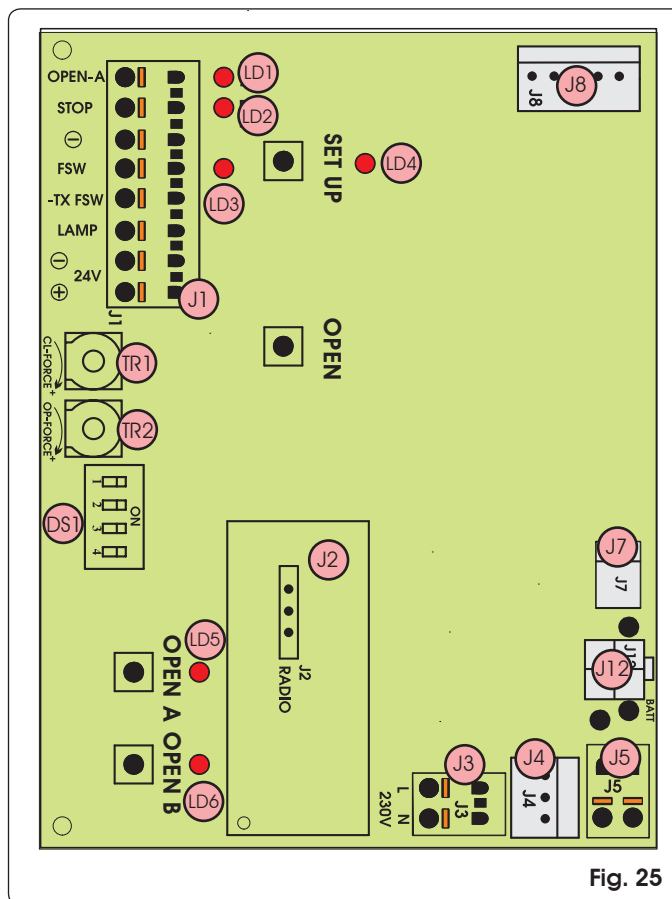 OPEN-A
STOP
⊖
FSW
-TX FSW
LAMP
⊖
24V
⊕
J1
J1
LD1
LD2
LD3
SET UP
LD4
J8
J8
OPEN
CL-FORCE +
TR1
OP-FORCE+
TR2
DS1
1
2
3
4
ON
J2
J2
RADIO
LD5
OPEN A
OPEN B
LD6
J7
J7
J12
BATT
J3
J3
L
N
230V
J4
J4
J5
J5
Fig. 25